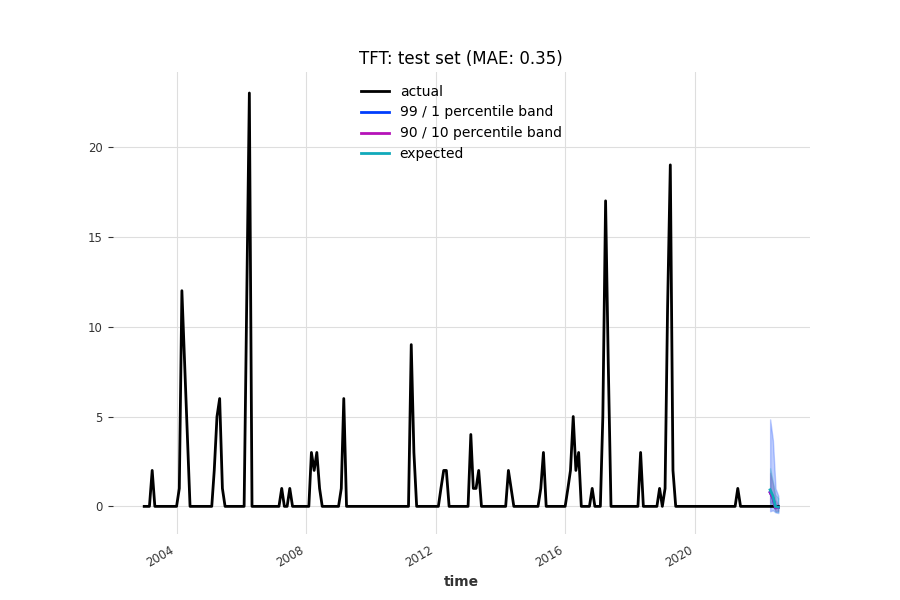 TFT: test set (MAE: 0.35)
actual
99 / 1 percentile band
90 / 10 percentile band
expected
20
15
10
5
0
2004
2008
2012
2016
2020
time